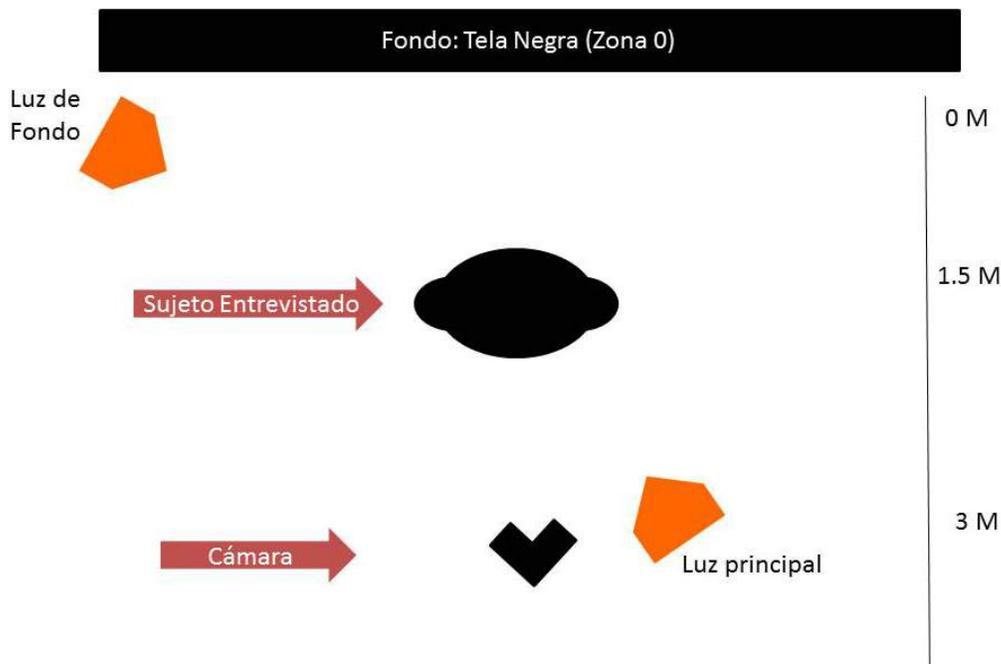 Fondo: Tela Negra (Zona 0)
Luz de
Fondo
0 M
1.5 M
Sujeto Entrevistado
3 M
Cámara
Luz principal